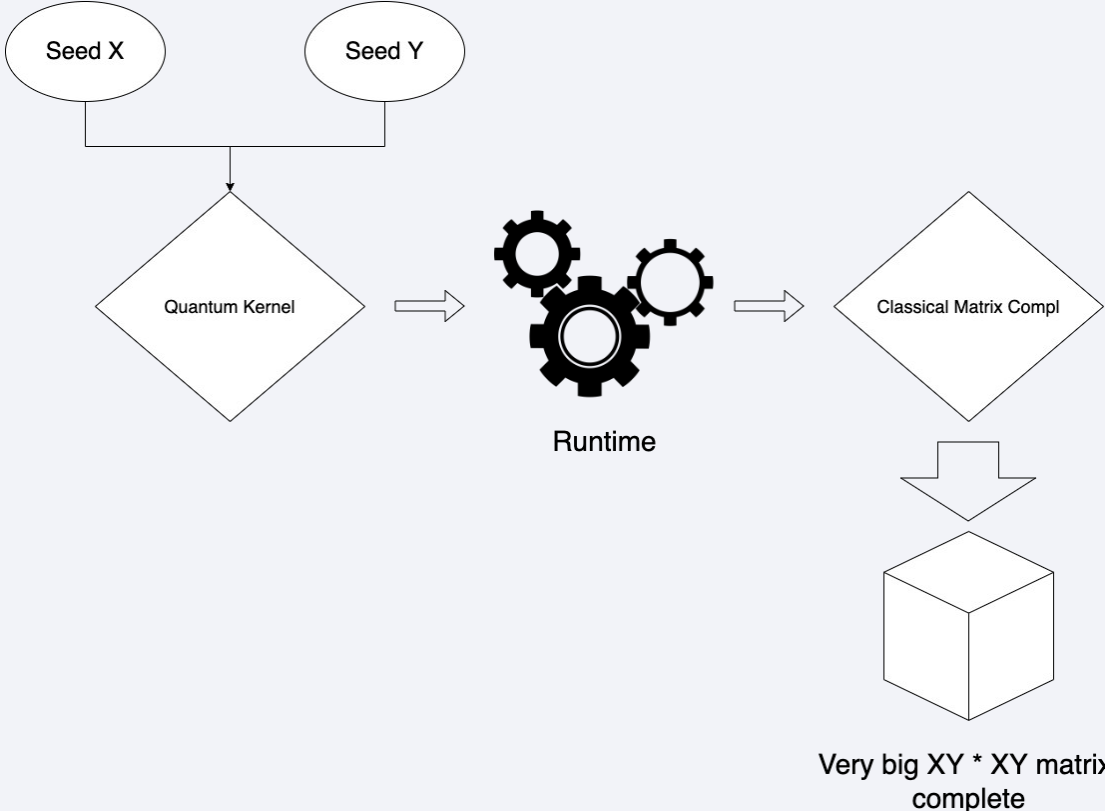 Seed X
Seed Y
Quantum Kernel
Classical Matrix Compl
Runtime
Very big XY * XY matrix
complete